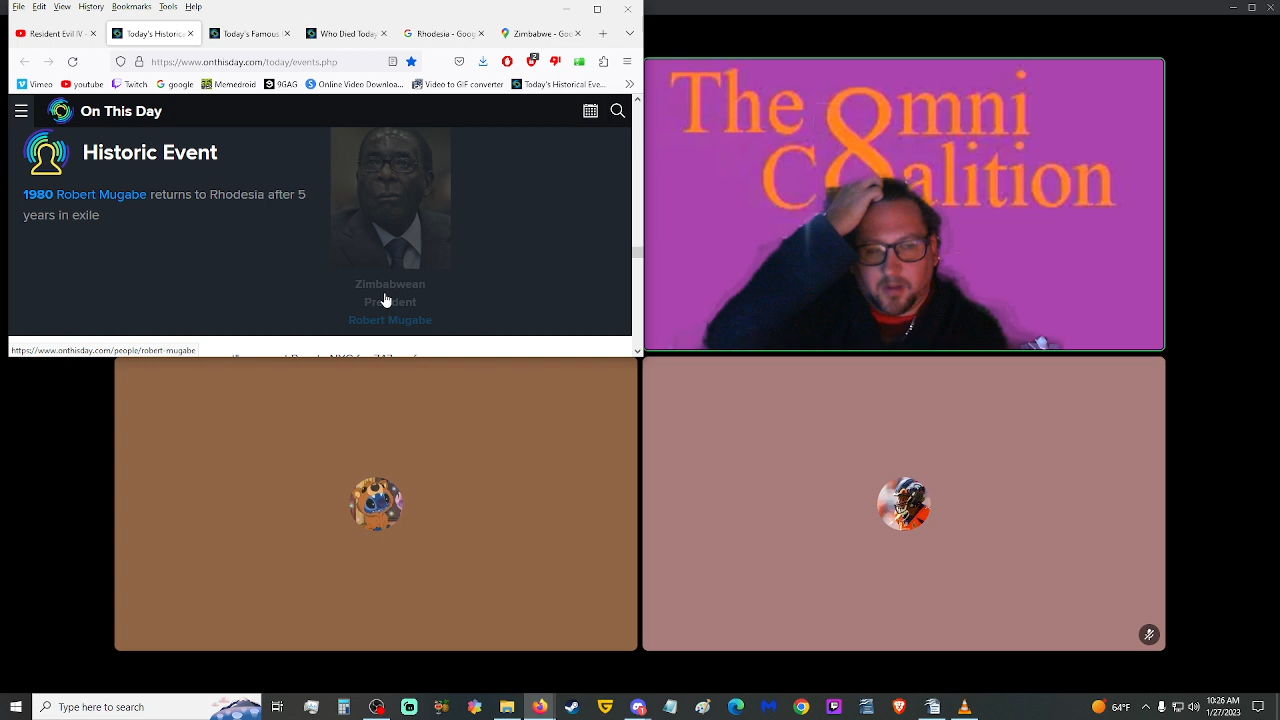 File Edit View History Bookmarks Tools Help
Resident Evil IV -
Today's Historic
Today's Famous
Who Died Today
Rhodesia - Goog
Zimbabwe - Goo
https://www.onthisday.com/today/events.php
Vimeo youtube Twitch google Memedroid 9GAG Online Video Downlo... Video to GIF converter Today's Historical Eve...
On This Day
Historic Event
1980 Robert Mugabe returns to Rhodesia after 5
years in exile
Zimbabwean
President
Robert Mugabe
https://www.onthisday.com/people/robert-mugabe
The Omni
Coalition
Type here to search
2
64°F
10:26 AM
1/27/2023